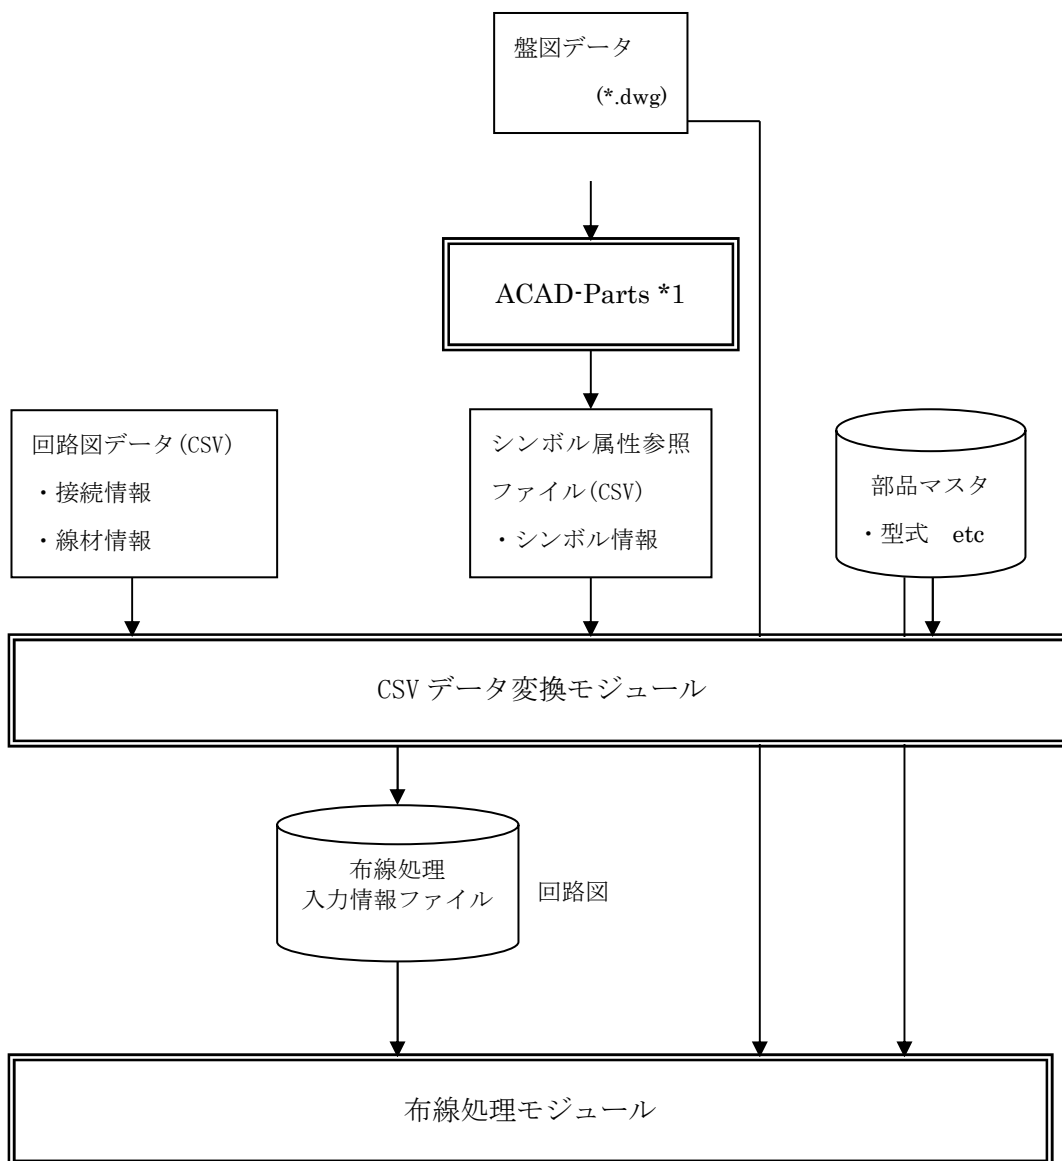 盤図データ
(*.dwg)
ACAD-Parts *1
回路図データ(CSV)
・接続情報
・線材情報
シンボル属性参照
ファイル(CSV)
・シンボル情報
部品マスタ
・型式　etc
CSV データ変換モジュール
布線処理
入力情報ファイル
回路図
布線処理モジュール